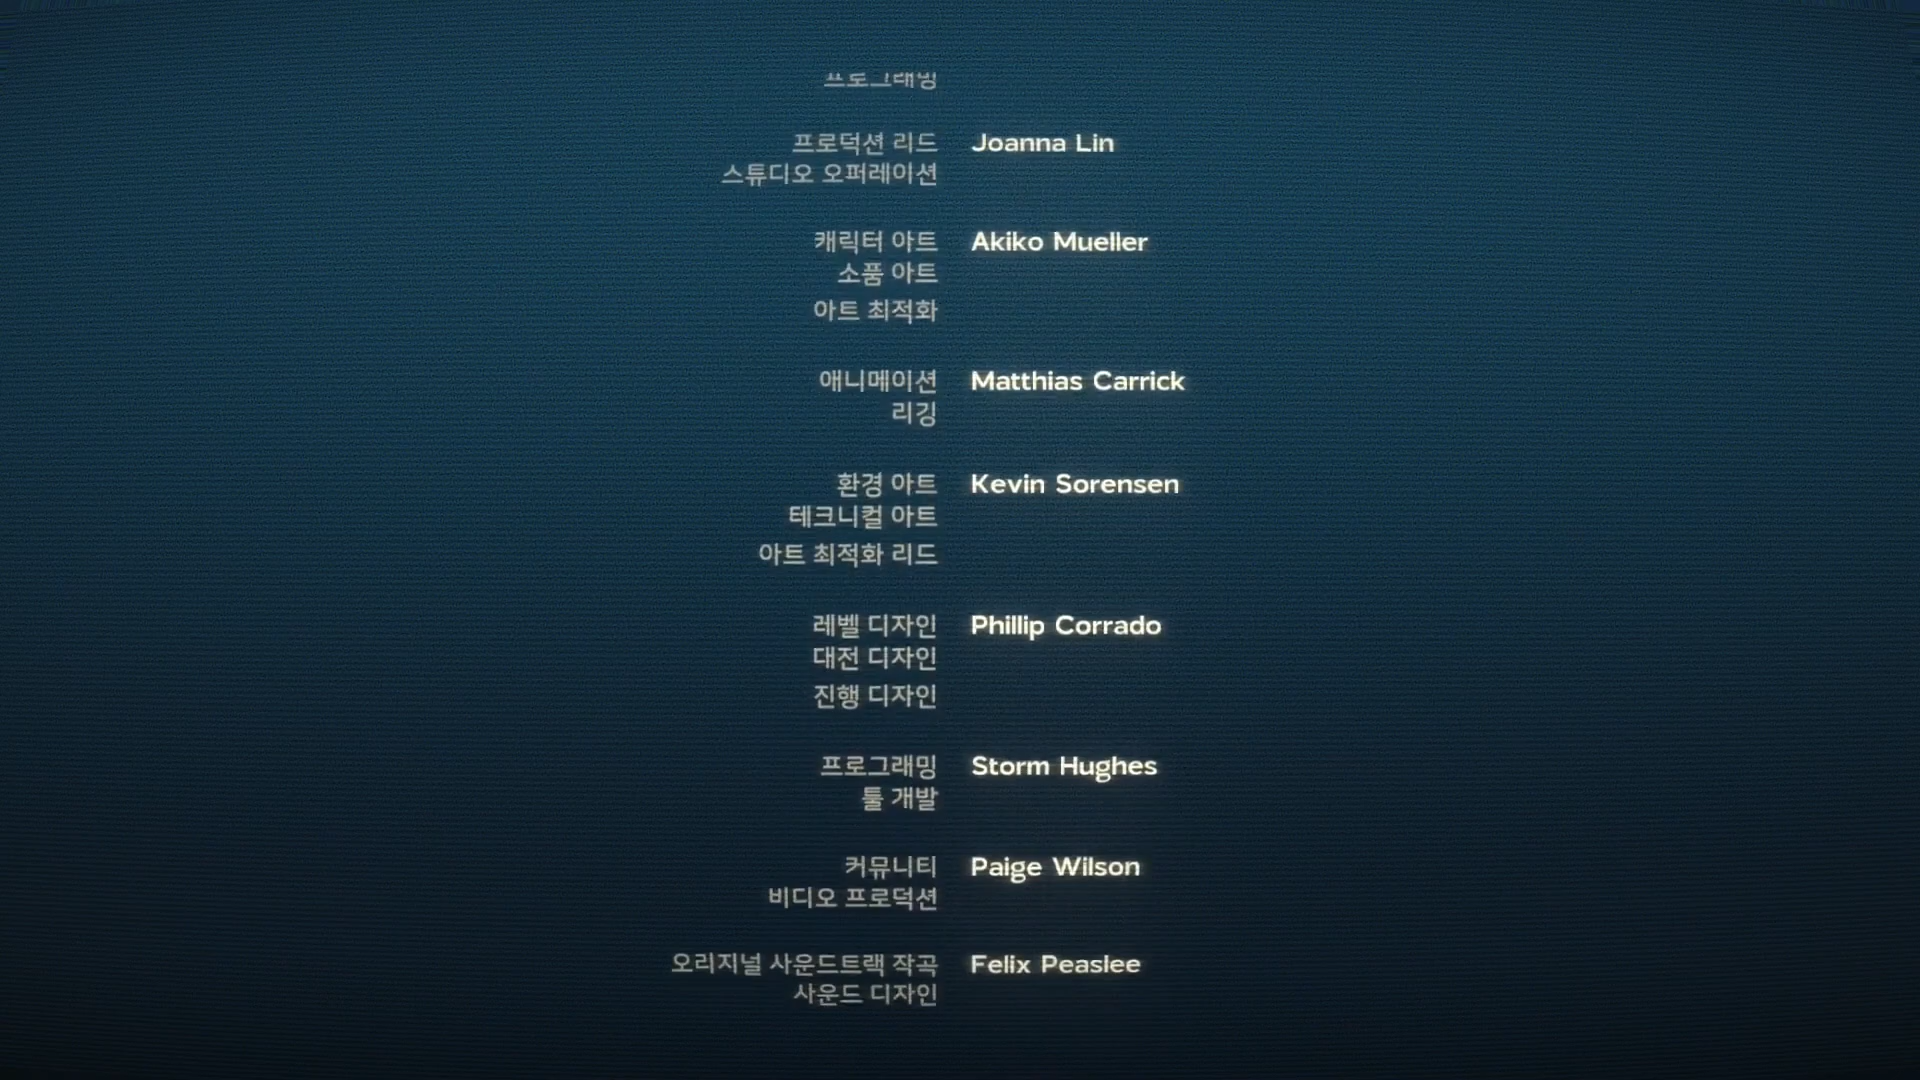 프로그래밍
프로덕션 리드 Joanna Lin
스튜디오 오퍼레이션
캐릭터 아트 Akiko Mueller
소품 아트
아트 최적화
애니메이션 Matthias Carrick
리깅
환경 아트 Kevin Sorensen
테크니컬 아트
아트 최적화 리드
레벨 디자인 Phillip Corrado
대전 디자인
진행 디자인
프로그래밍 Storm Hughes
툴 개발
커뮤니티 Paige Wilson
비디오 프로덕션
오리지널 사운드트랙 작곡 Felix Peaslee
사운드 디자인